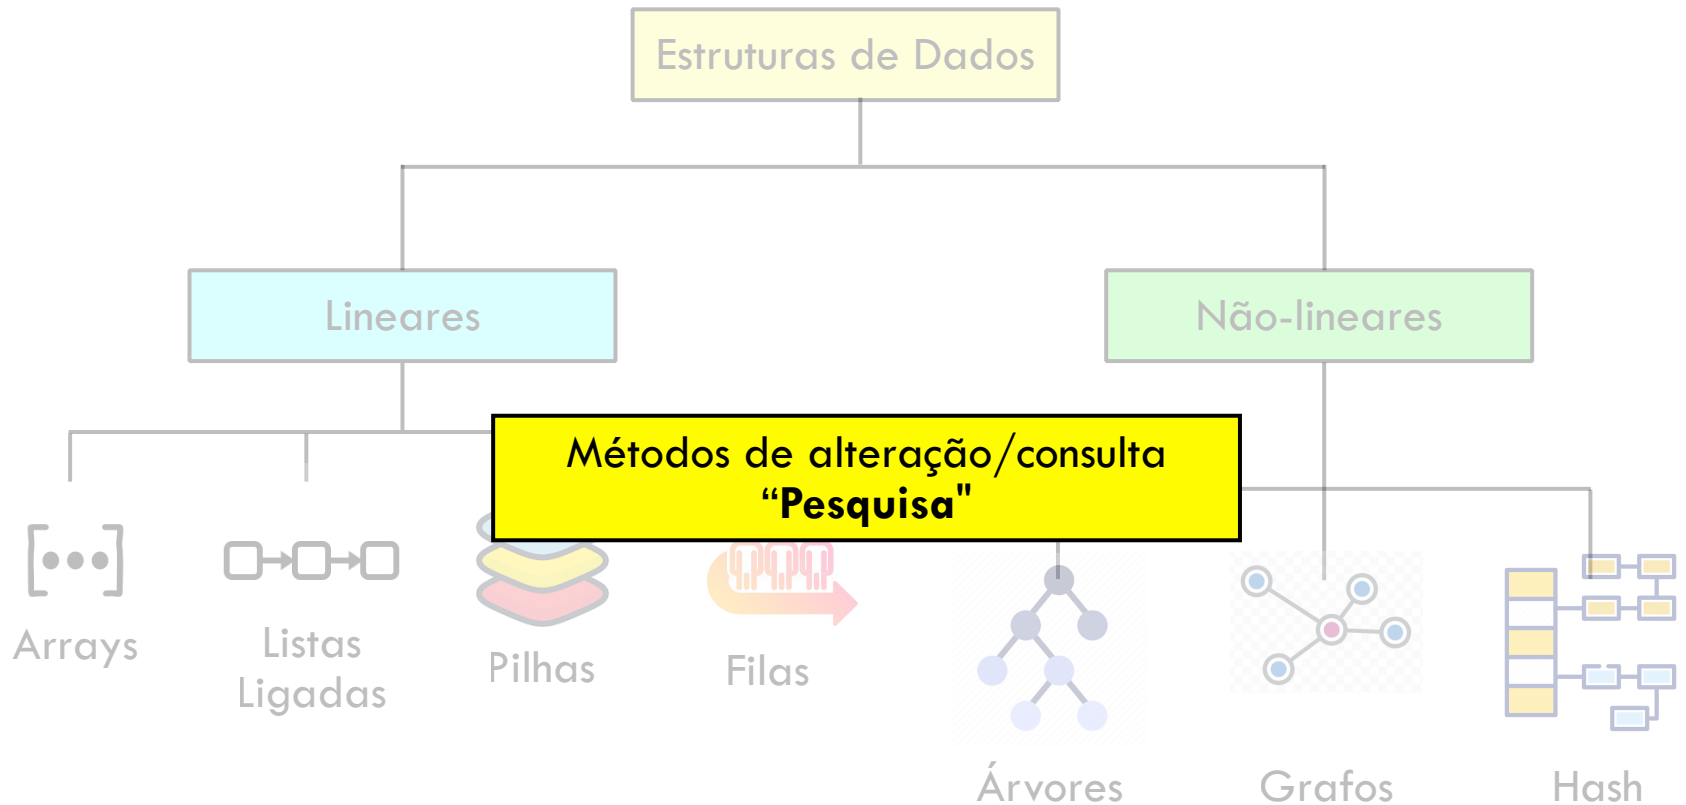 Estruturas de Dados
Lineares
Não-lineares
Métodos de alteração/consulta
“Pesquisa"
Arrays
Listas
Ligadas
Pilhas
Filas
Árvores
Grafos
Hash